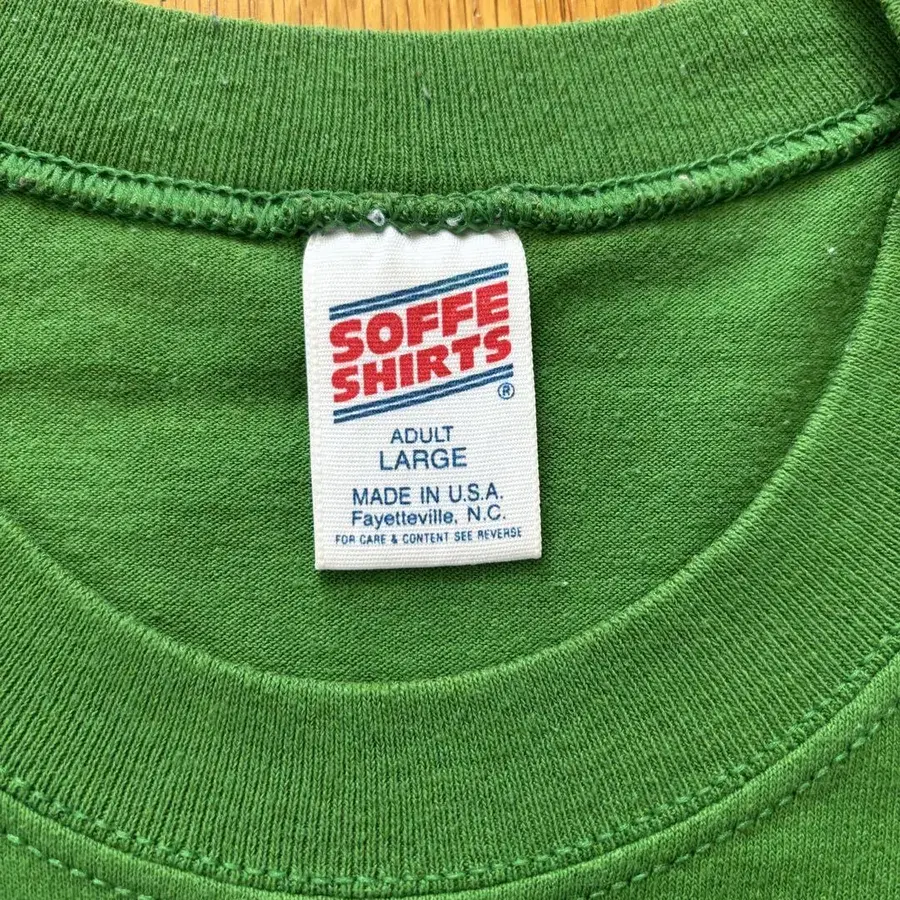 SOFFE
SHIRTS
®
ADULT
LARGE
MADE IN U.S.A.
Fayetteville, N.C.
FOR CARE & CONTENT SEE REVERSE